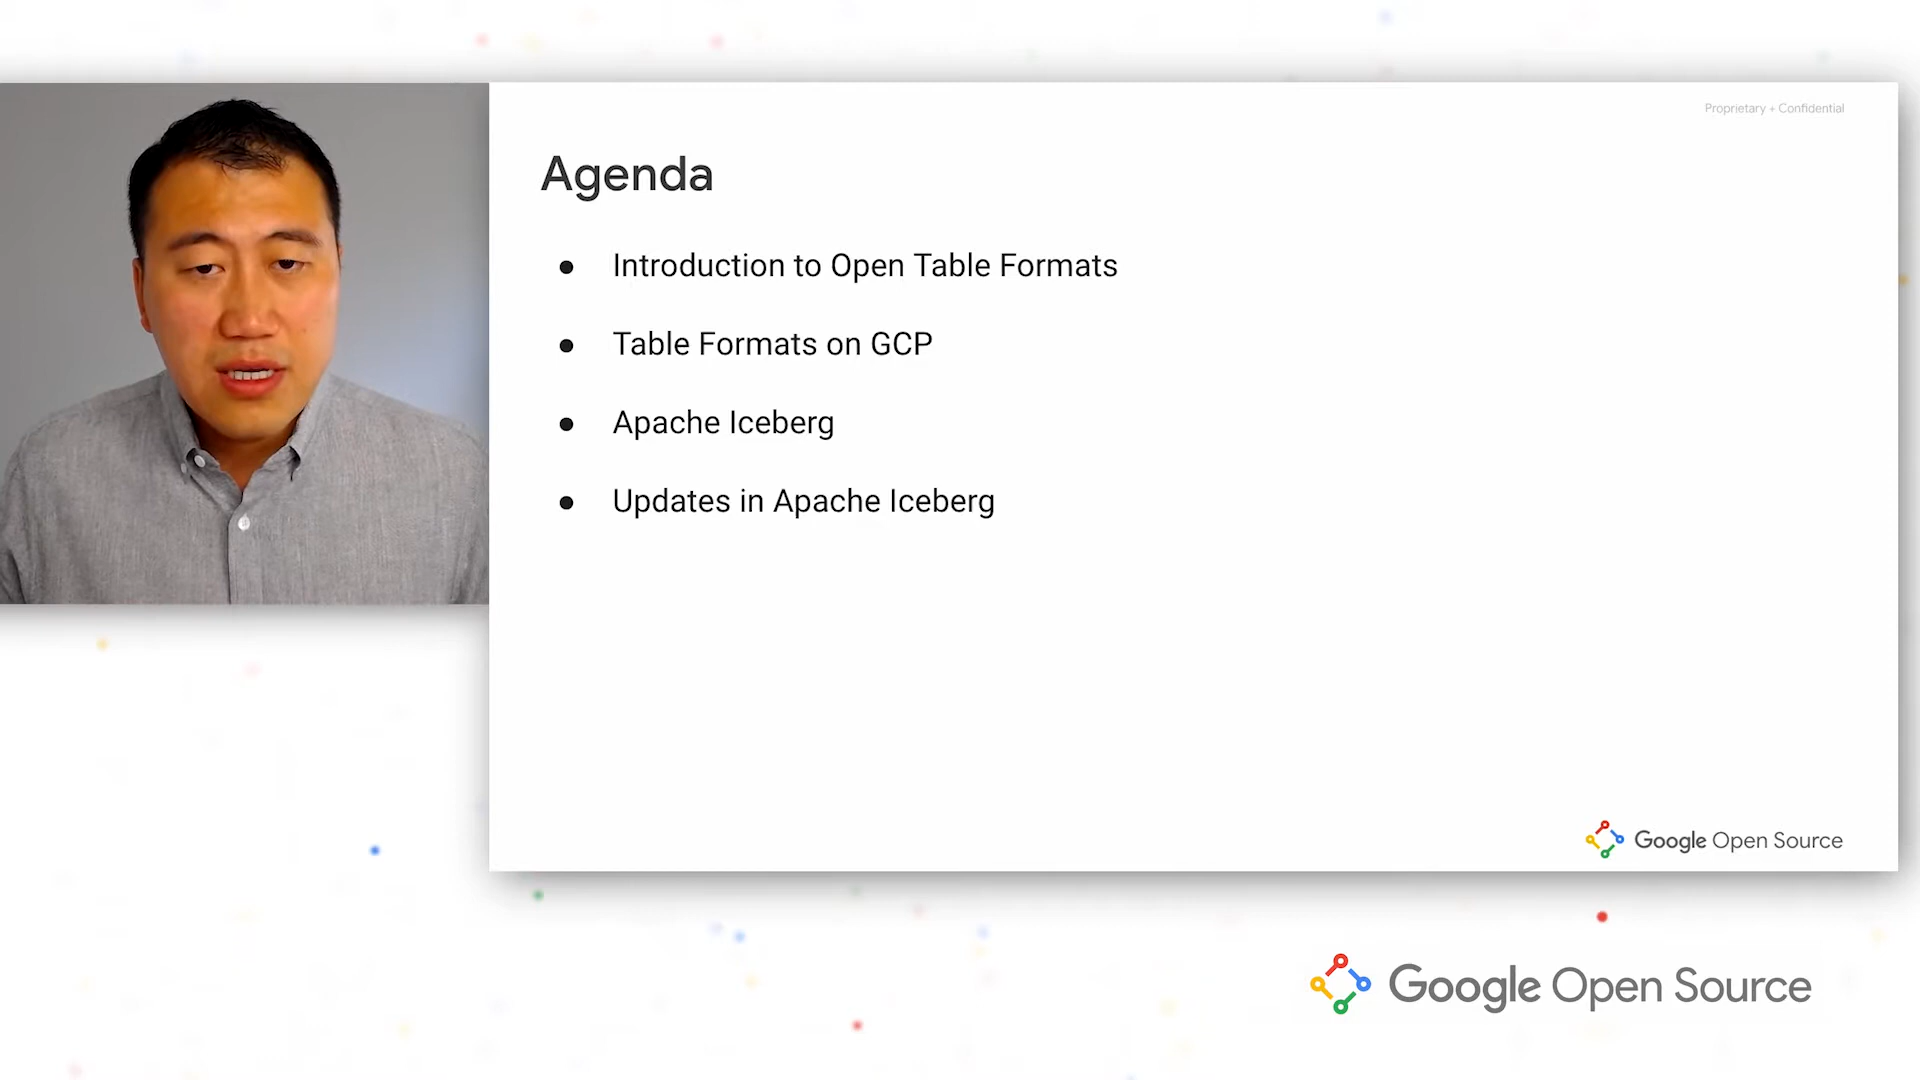 Proprietary + Confidential
Agenda
● Introduction to Open Table Formats
● Table Formats on GCP
● Apache Iceberg
● Updates in Apache Iceberg
Google Open Source
Google Open Source